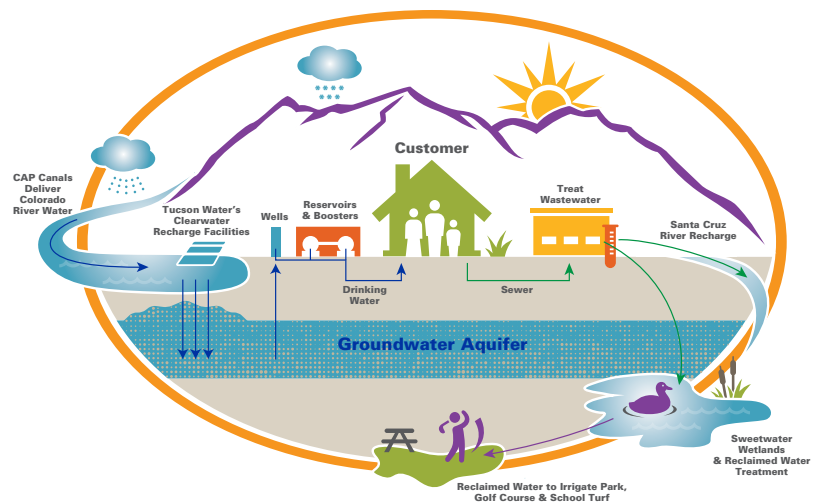 CAP Canals
Deliver
Colorado
River Water
Tucson Water's
Clearwater
Recharge Facilities
Wells
Reservoirs
& Boosters
Customer
Treat
Wastewater
Santa Cruz
River Recharge
Drinking
Water
Sewer
Groundwater Aquifer
Sweetwater
Wetlands
& Reclaimed Water
Treatment
Reclaimed Water to Irrigate Park,
Golf Course & School Turf